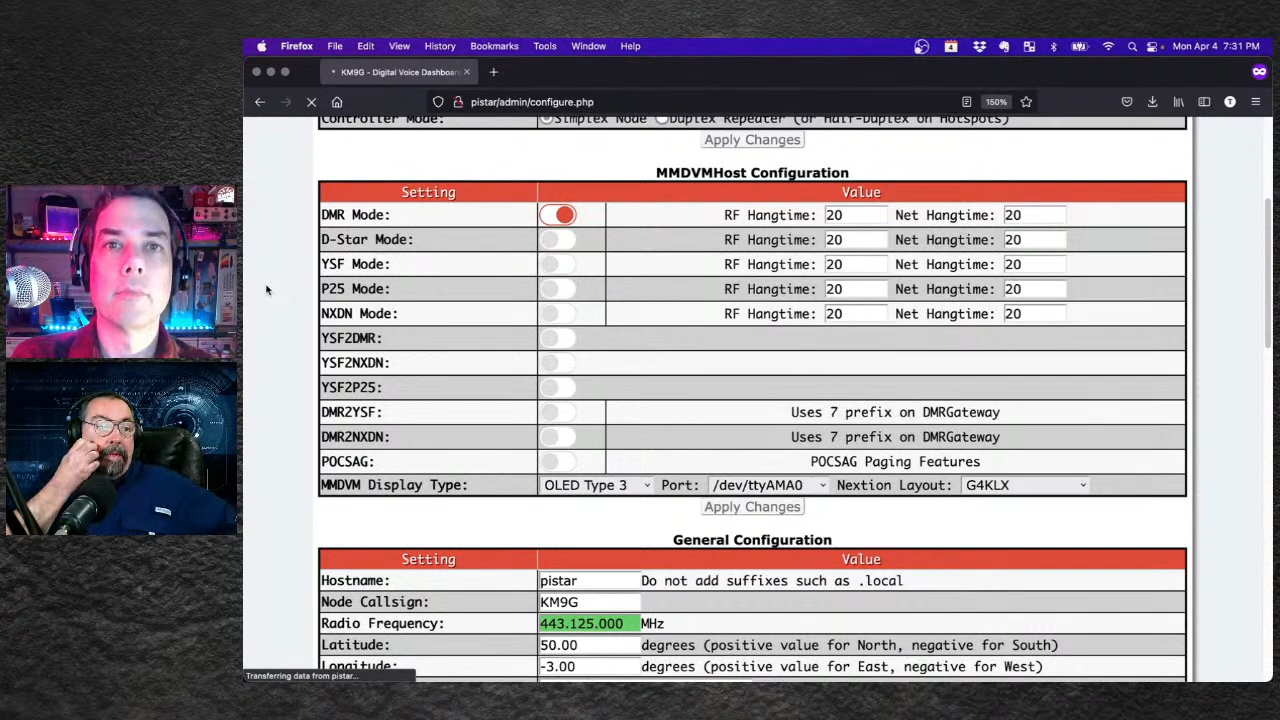 Firefox File Edit View History Bookmarks Tools Window Help 4 Mon Apr 4 7:31 PM
KM9G - Digital Voice Dashboar
pistar/admin/configure.php 150% T
Controller Mode: Simplex Node Duplex Repeater (or Half-Duplex on Hotspots)
Apply Changes
MMDVMHost Configuration
Setting Value
DMR Mode: RF Hangtime: 20 Net Hangtime: 20
D-Star Mode: RF Hangtime: 20 Net Hangtime: 20
YSF Mode: RF Hangtime: 20 Net Hangtime: 20
P25 Mode: RF Hangtime: 20 Net Hangtime: 20
NXDN Mode: RF Hangtime: 20 Net Hangtime: 20
YSF2DMR:
YSF2NXDN:
YSF2P25:
DMR2YSF: Uses 7 prefix on DMRGateway
DMR2NXDN: Uses 7 prefix on DMRGateway
POCSAG: POCSAG Paging Features
MMDVM Display Type: OLED Type 3 Port: /dev/ttyAMA0 Nextion Layout: G4KLX
Apply Changes
General Configuration
Setting Value
Hostname: pistar Do not add suffixes such as .local
Node Callsign: KM9G
Radio Frequency: 443.125.000 MHz
Latitude: 50.00 degrees (positive value for North, negative for South)
Longitude: -3.00 degrees (positive value for East, negative for West)
Transferring data from pistar...